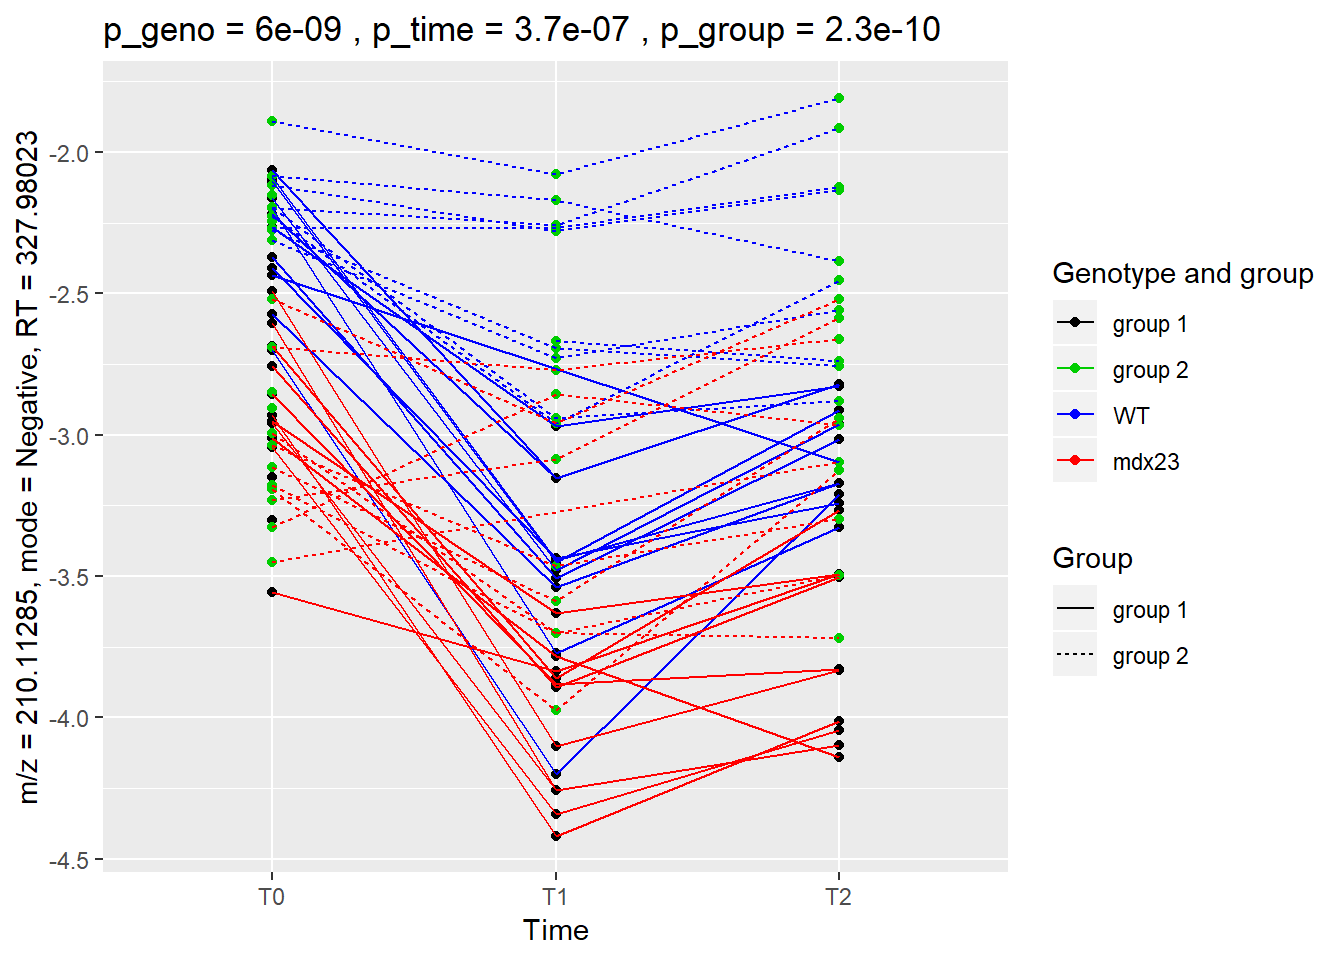 p_geno = 6e-09 , p_time = 3.7e-07 , p_group = 2.3e-10
m/z = 210.11285, mode = Negative, RT = 327.98023
-2.0
-2.5
-3.0
-3.5
-4.0
-4.5
T0
T1
T2
Time
Genotype and group
group 1
group 2
WT
mdx23
Group
group 1
group 2